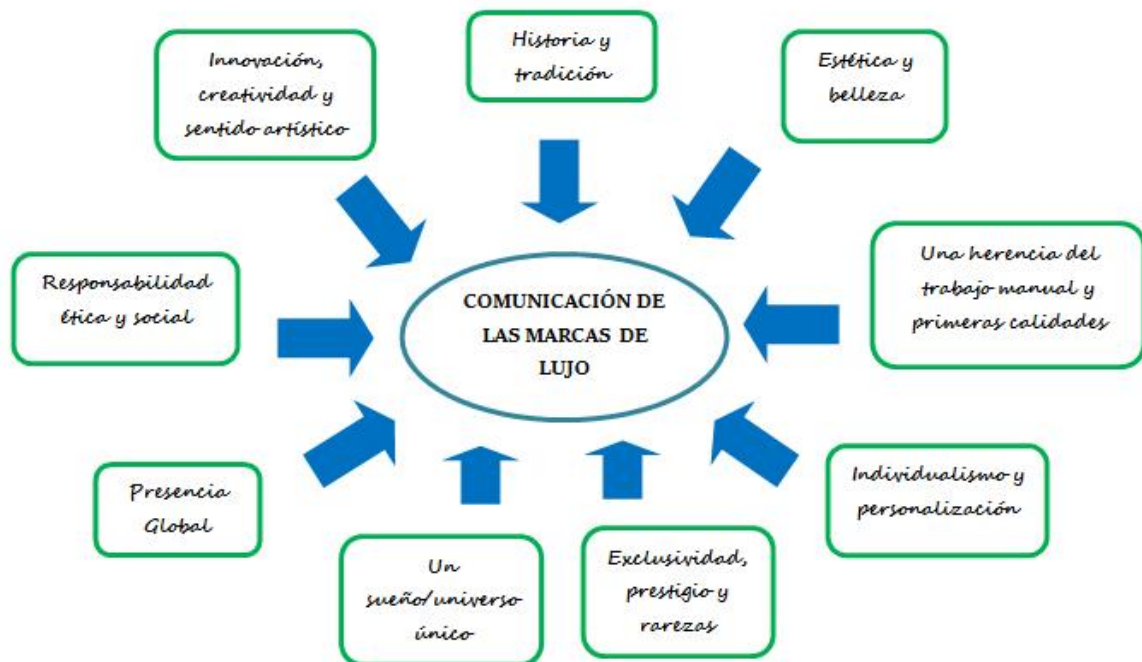 Historia y
tradición
Innovación,
creatividad y
sentido artístico
Estética y
belleza
Responsabilidad
ética y social
COMUNICACIÓN DE
LAS MARCAS DE
LUJO
Una herencia del
trabajo manual y
primeras calidades
Presencia
Global
Un
sueño/universo
único
Exclusividad,
prestigio y
rarezas
Individualismo y
personalización